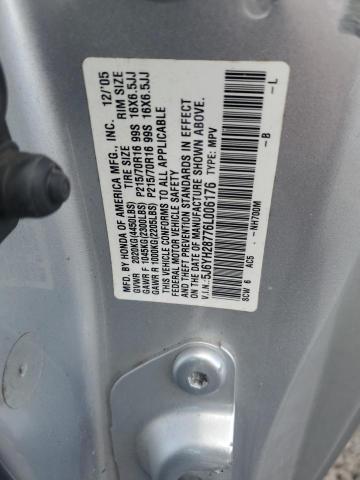 MFD. BY HONDA OF AMERICA MFG., INC. 12/'05
TIRE SIZE RIM SIZE
GVWR 2020KG(4450LBS) P215/70R16 99S 16X6.5JJ
GAWR F 1045KG(2300LBS) P215/70R16 99S 16X6.5JJ
GAWR R 1000KG(2205LBS)
THIS VEHICLE CONFORMS TO ALL APPLICABLE
FEDERAL MOTOR VEHICLE SAFETY
AND THEFT PREVENTION STANDARDS IN EFFECT
ON THE DATE OF MANUFACTURE SHOWN ABOVE.
V.I.N.:5J6YH28776L006176 TYPE: MPV
SCW 6 AC5 -NH700M -B -L